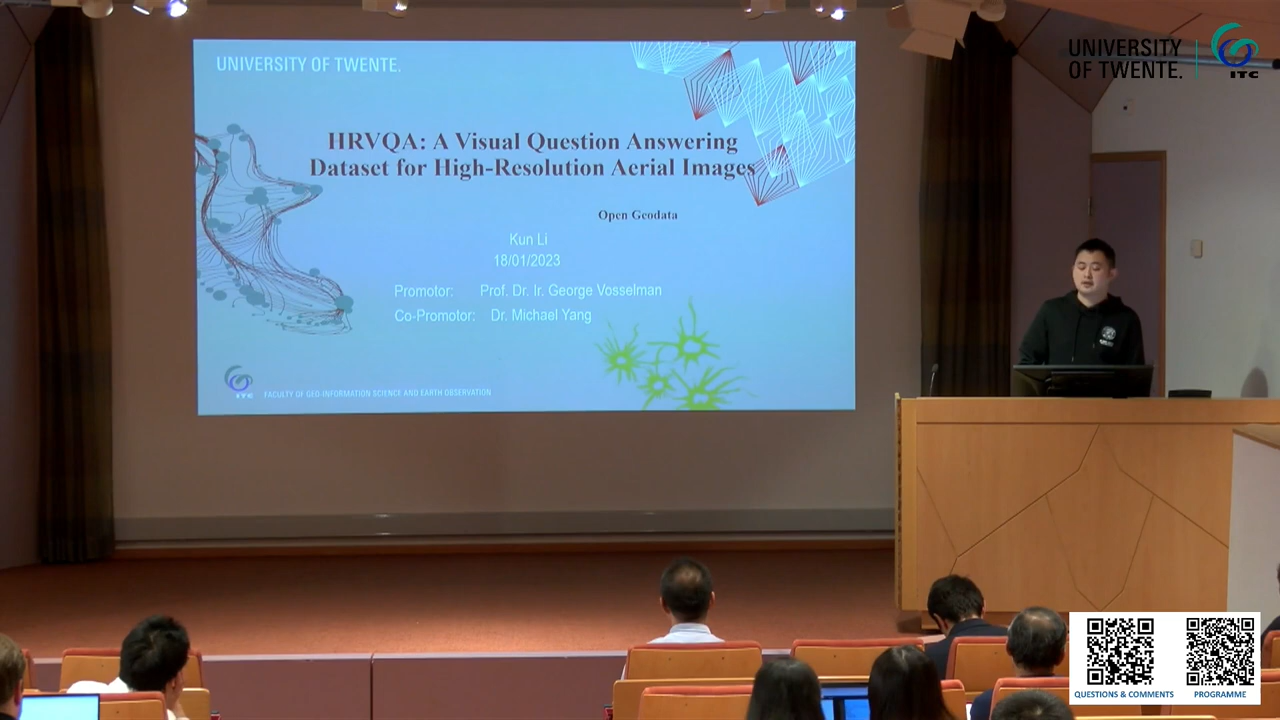 UNIVERSITY OF TWENTE.
HRVQA: A Visual Question Answering
Dataset for High-Resolution Aerial Images
Open Geodata
Kun Li
18/01/2023
Promotor: Prof. Dr. Ir. George Vosselman
Co-Promotor: Dr. Michael Yang
ITC FACULTY OF GEO-INFORMATION SCIENCE AND EARTH OBSERVATION
UNIVERSITY
OF TWENTE.
ITC
QUESTIONS & COMMENTS
PROGRAMME